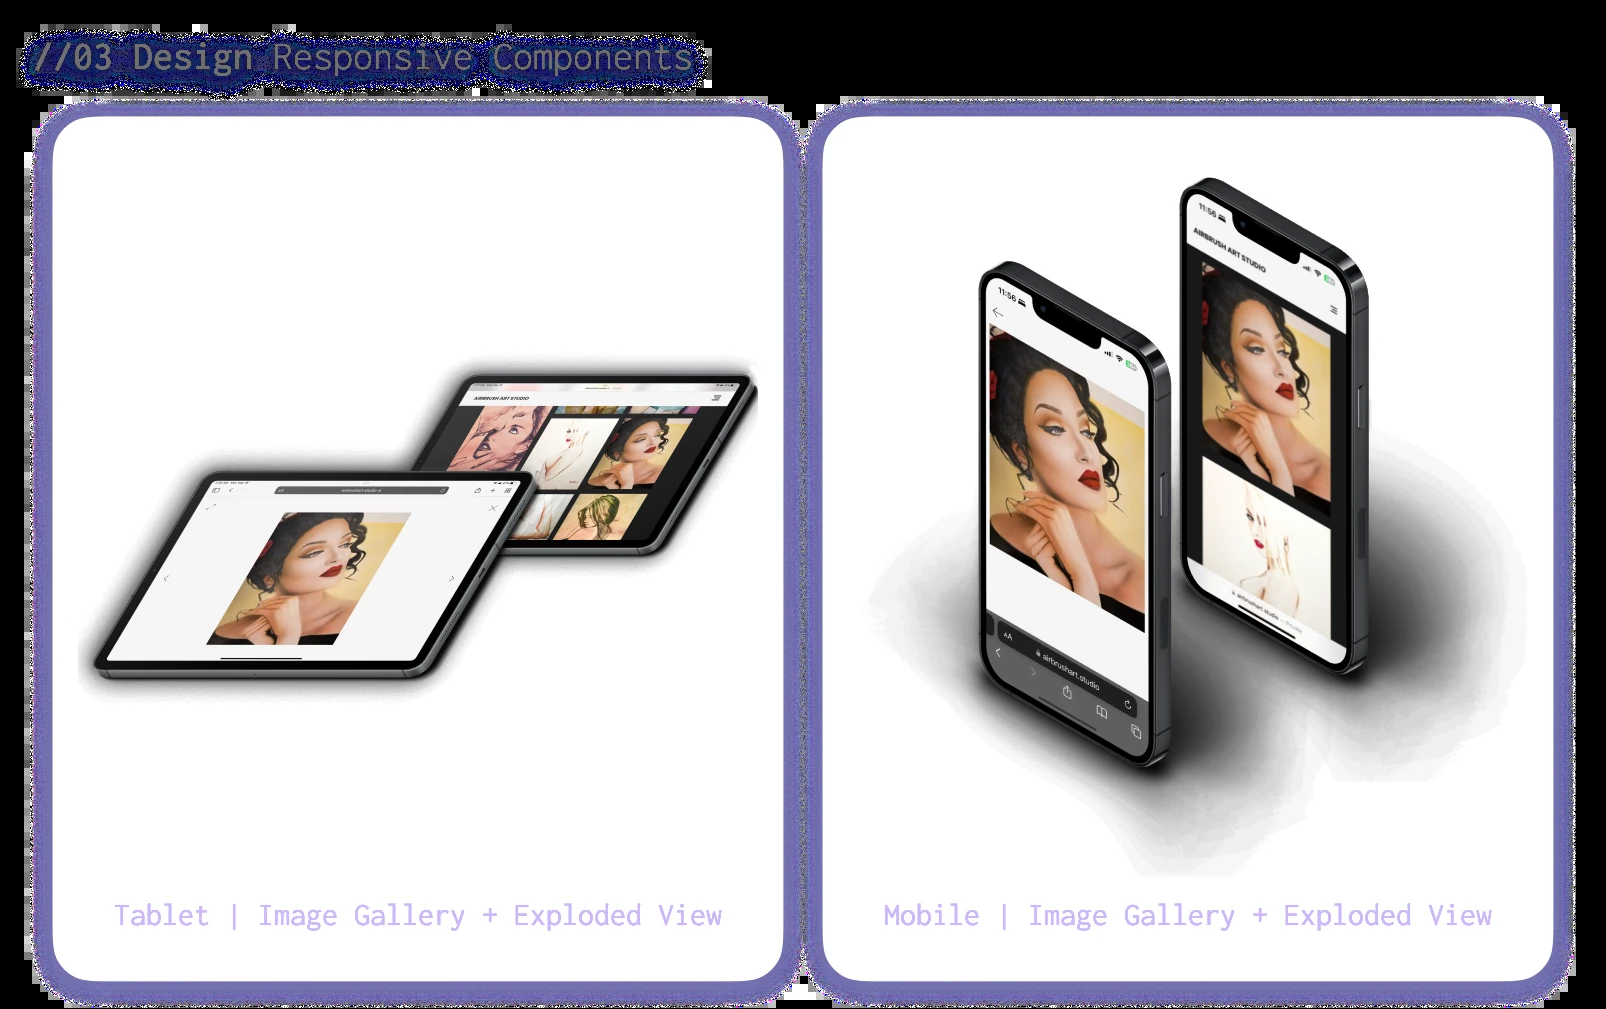 //03 Design Responsive Components
11:56
AIRBRUSH ART STUDIO
11:56
AIRBRUSH ART STUDIO
airbrushart.studio
airbrushart.studio — Private
AA
airbrushart.studio
Tablet | Image Gallery + Exploded View
Mobile | Image Gallery + Exploded View